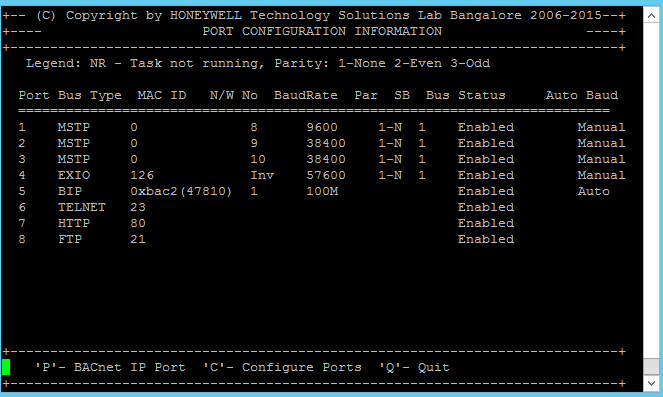 +-- (C) Copyright by HONEYWELL Technology Solutions Lab Bangalore 2006-2015--+
+---- PORT CONFIGURATION INFORMATION ----+
+----------------------------------------------------------------------------+
Legend: NR - Task not running, Parity: 1-None 2-Even 3-Odd
Port Bus Type MAC ID N/W No BaudRate Par SB Bus Status Auto Baud
==========================================================================
1 MSTP 0 8 9600 1-N 1 Enabled Manual
2 MSTP 0 9 38400 1-N 1 Enabled Manual
3 MSTP 0 10 38400 1-N 1 Enabled Manual
4 EXIO 126 Inv 57600 1-N 1 Enabled Manual
5 BIP 0xbac2(47810) 1 100M Enabled Auto
6 TELNET 23 Enabled
7 HTTP 80 Enabled
8 FTP 21 Enabled
+----------------------------------------------------------------------------+
'P'- BACnet IP Port 'C'- Configure Ports 'Q'- Quit
+----------------------------------------------------------------------------+